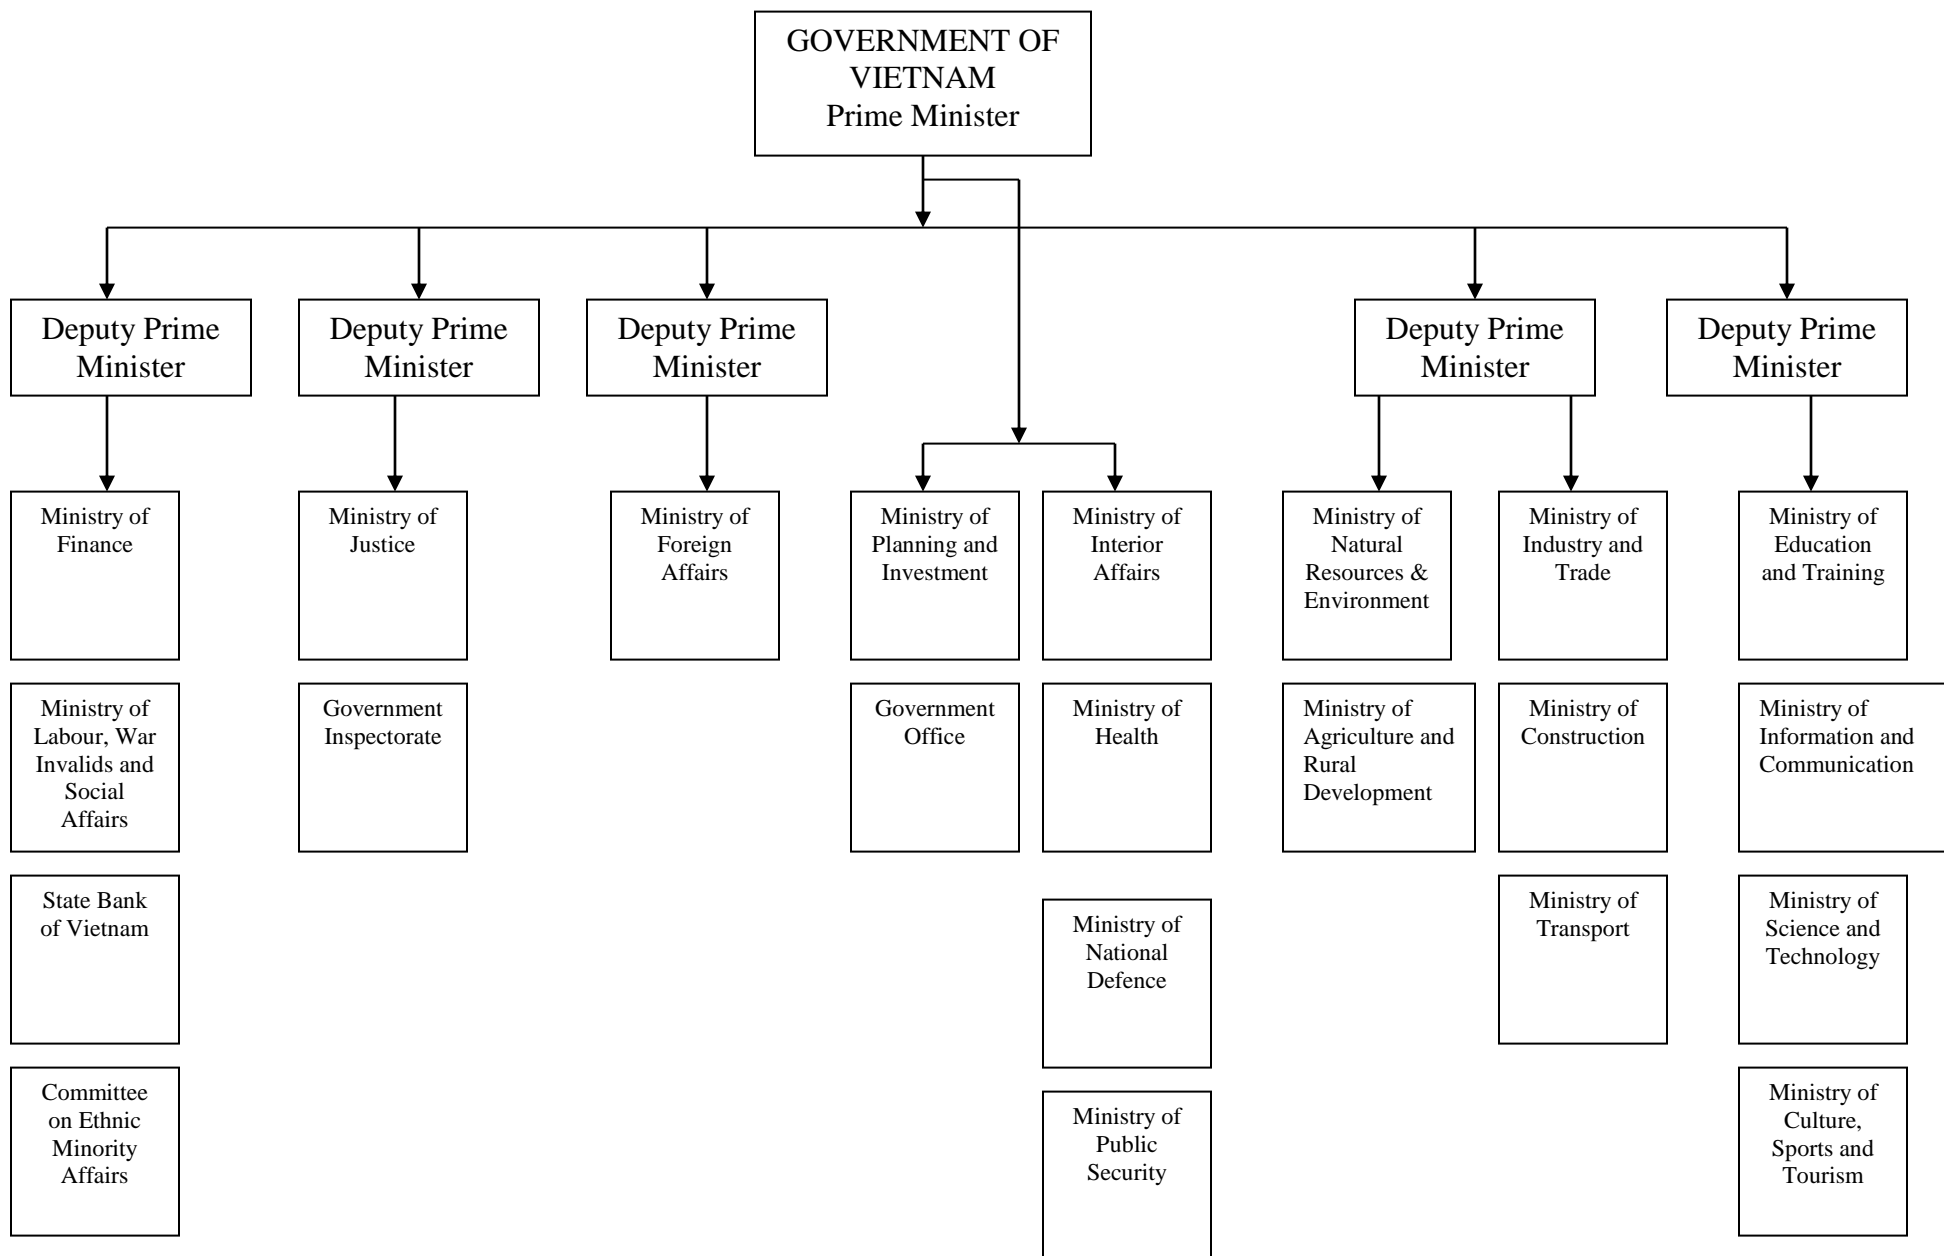 GOVERNMENT OF
VIETNAM
Prime Minister
Deputy Prime
Minister
Deputy Prime
Minister
Deputy Prime
Minister
Deputy Prime
Minister
Deputy Prime
Minister
Ministry of
Finance
Ministry of
Justice
Ministry of
Foreign
Affairs
Ministry of
Planning and
Investment
Ministry of
Interior
Affairs
Ministry of
Natural
Resources &
Environment
Ministry of
Industry and
Trade
Ministry of
Education
and Training
Ministry of
Labour, War
Invalids and
Social
Affairs
Government
Inspectorate
Government
Office
Ministry of
Health
Ministry of
Agriculture and
Rural
Development
Ministry of
Construction
Ministry of
Information and
Communication
State Bank
of Vietnam
Ministry of
National
Defence
Ministry of
Transport
Ministry of
Science and
Technology
Committee
on Ethnic
Minority
Affairs
Ministry of
Public
Security
Ministry of
Culture,
Sports and
Tourism